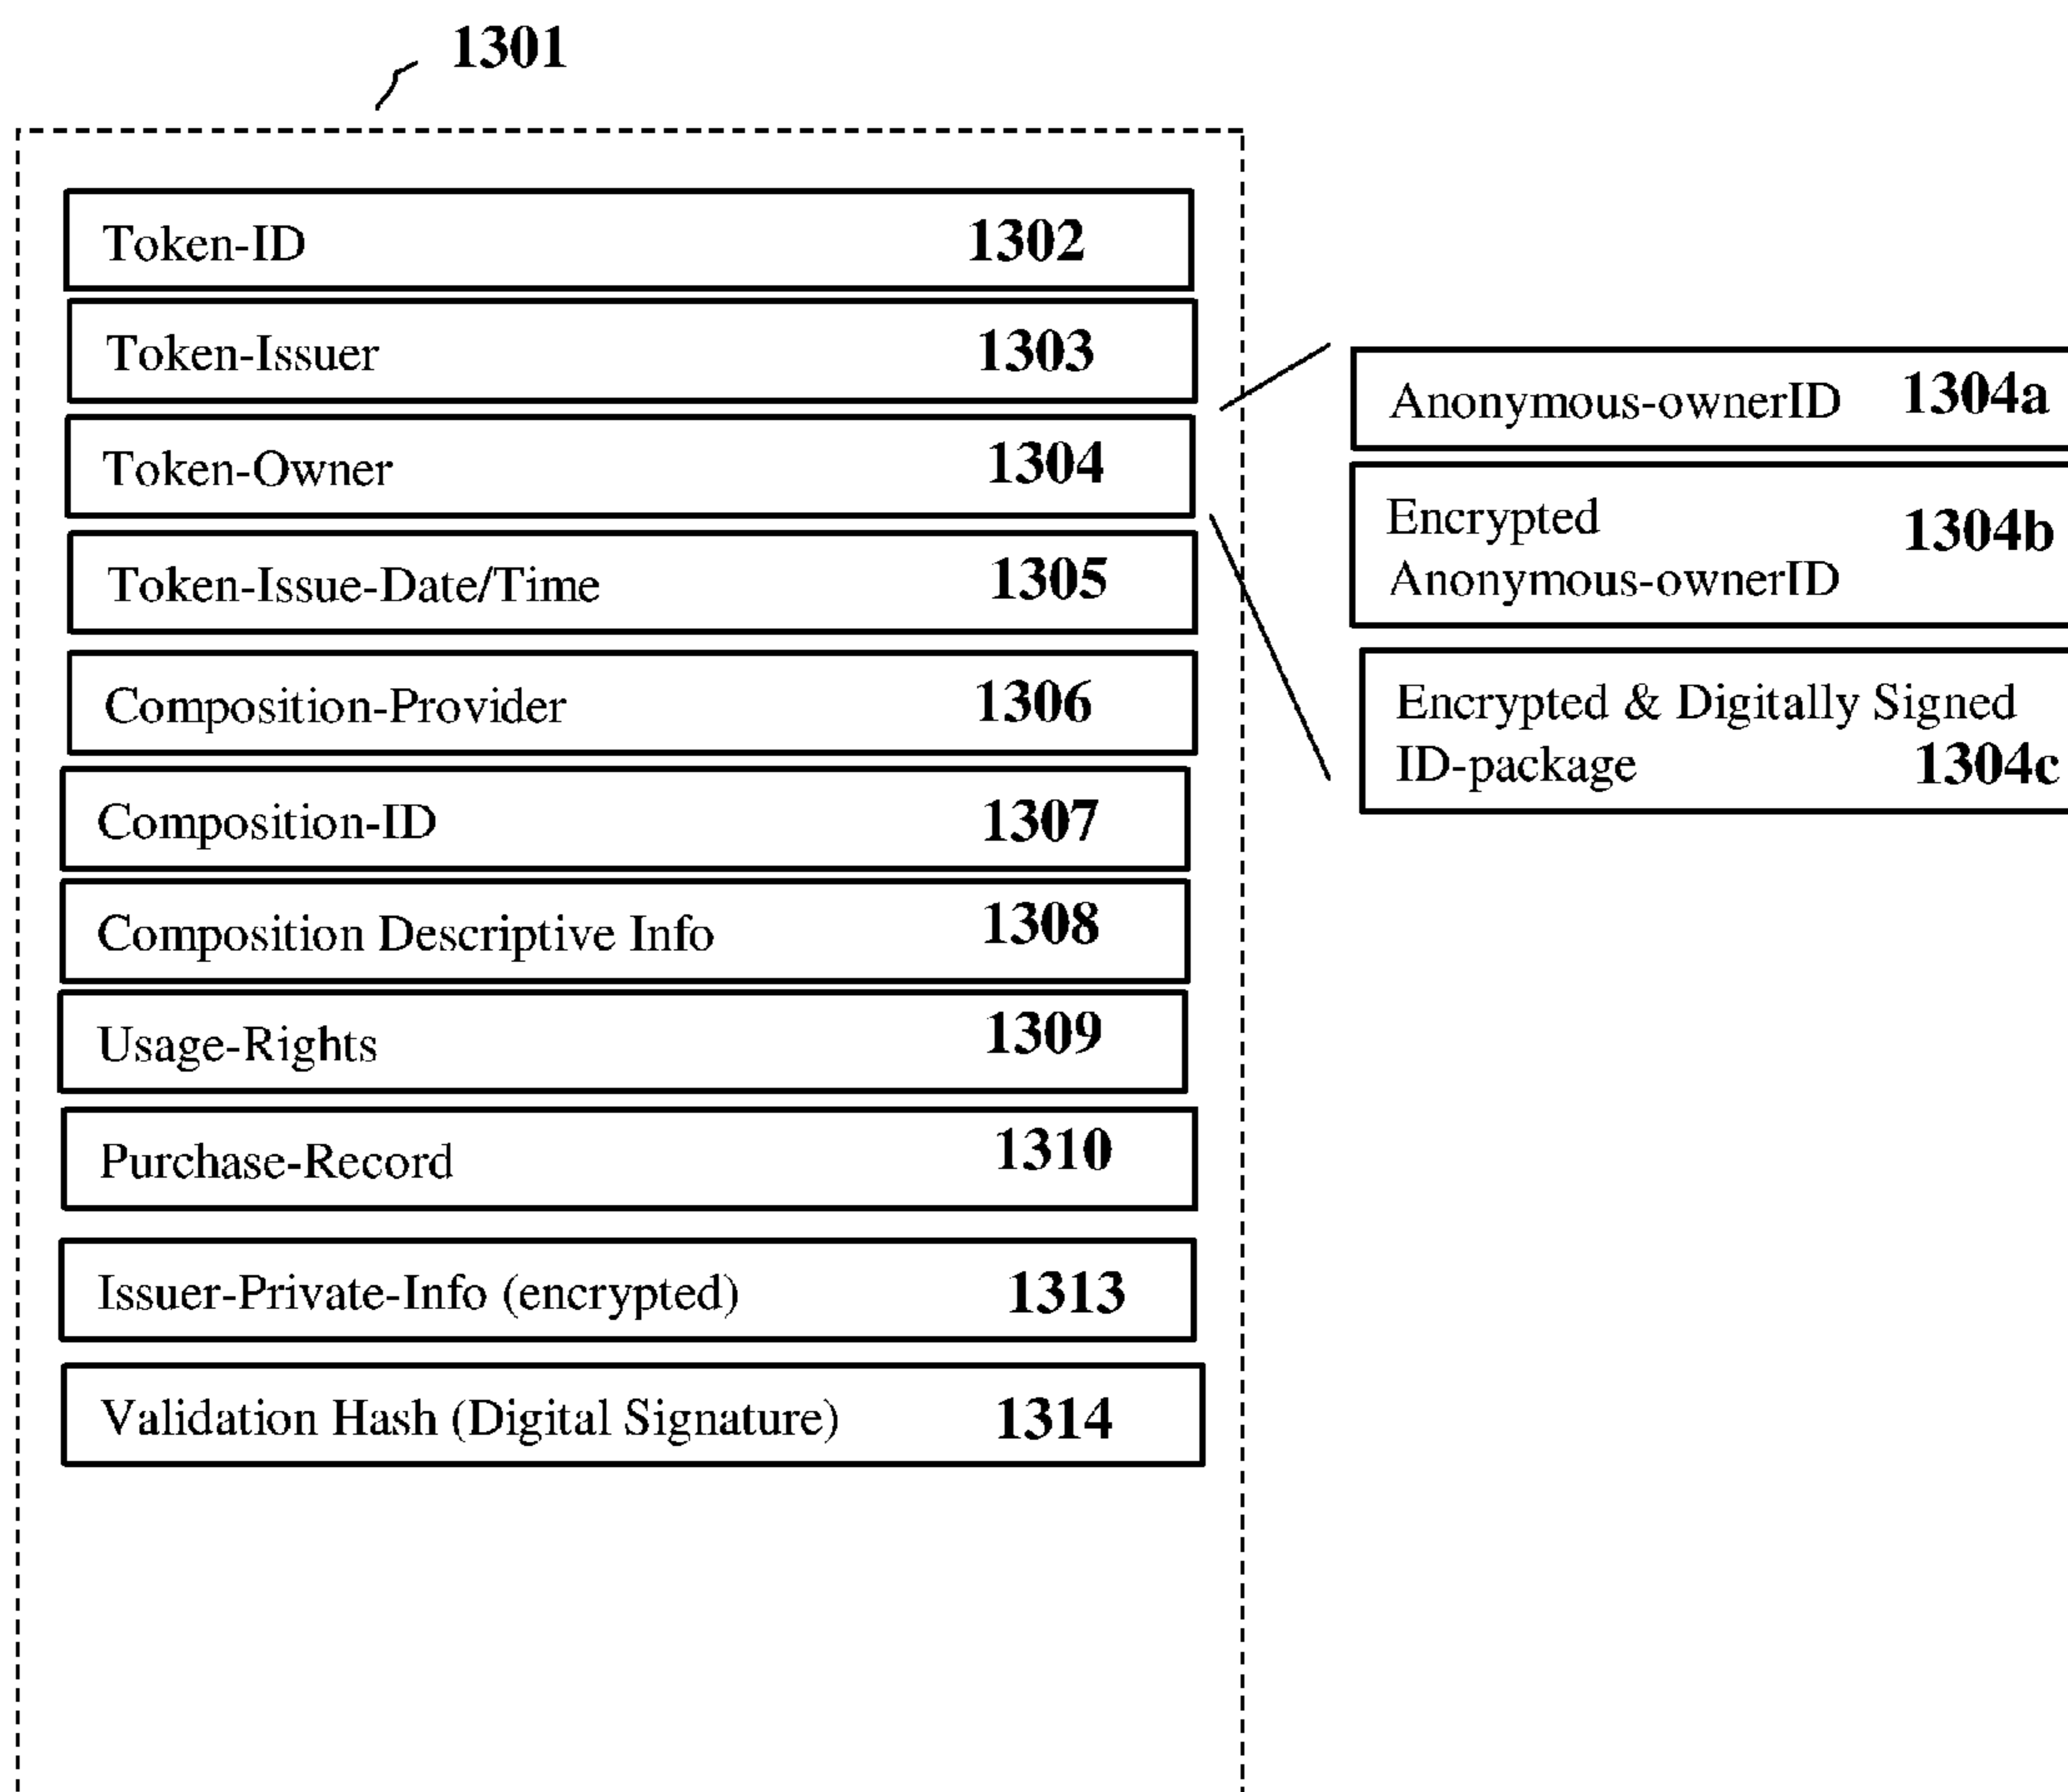 1301
Token-ID 1302
Token-Issuer 1303
Token-Owner 1304
Token-Issue-Date/Time 1305
Composition-Provider 1306
Composition-ID 1307
Composition Descriptive Info 1308
Usage-Rights 1309
Purchase-Record 1310
Issuer-Private-Info (encrypted) 1313
Validation Hash (Digital Signature) 1314
Anonymous-ownerID 1304a
Encrypted
1304b
Anonymous-ownerID
Encrypted & Digitally Signed
ID-package 1304c